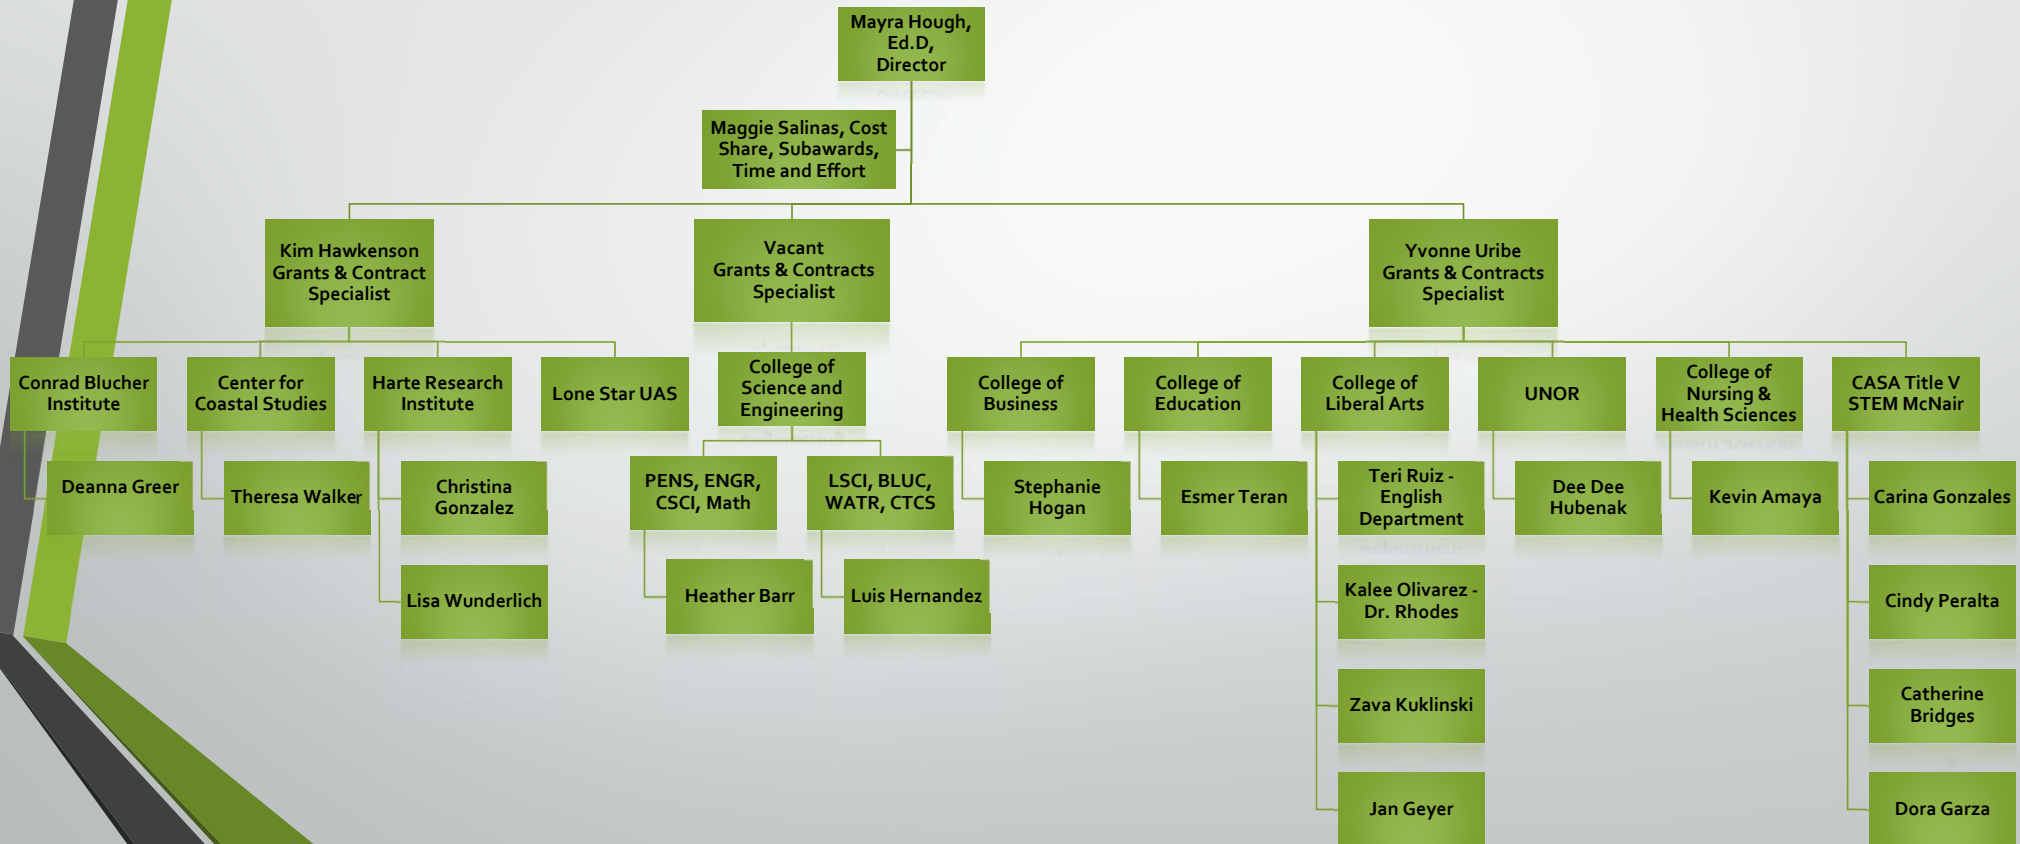 Mayra Hough,
Ed.D,
Director
Maggie Salinas, Cost
Share, Subawards,
Time and Effort
Kim Hawkenson
Grants & Contract
Specialist
Vacant
Grants & Contracts
Specialist
Yvonne Uribe
Grants & Contracts
Specialist
Conrad Blucher
Institute
Center for
Coastal Studies
Harte Research
Institute
Lone Star UAS
College of
Science and
Engineering
College of
Business
College of
Education
College of
Liberal Arts
UNOR
College of
Nursing &
Health Sciences
CASA Title V
STEM McNair
Deanna Greer
Theresa Walker
Christina
Gonzalez
Lisa Wunderlich
PENS, ENGR,
CSCI, Math
LSCI, BLUC,
WATR, CTCS
Heather Barr
Luis Hernandez
Stephanie
Hogan
Esmer Teran
Teri Ruiz -
English
Department
Kalee Olivarez -
Dr. Rhodes
Zava Kuklinski
Jan Geyer
Dee Dee
Hubenak
Kevin Amaya
Carina Gonzales
Cindy Peralta
Catherine
Bridges
Dora Garza